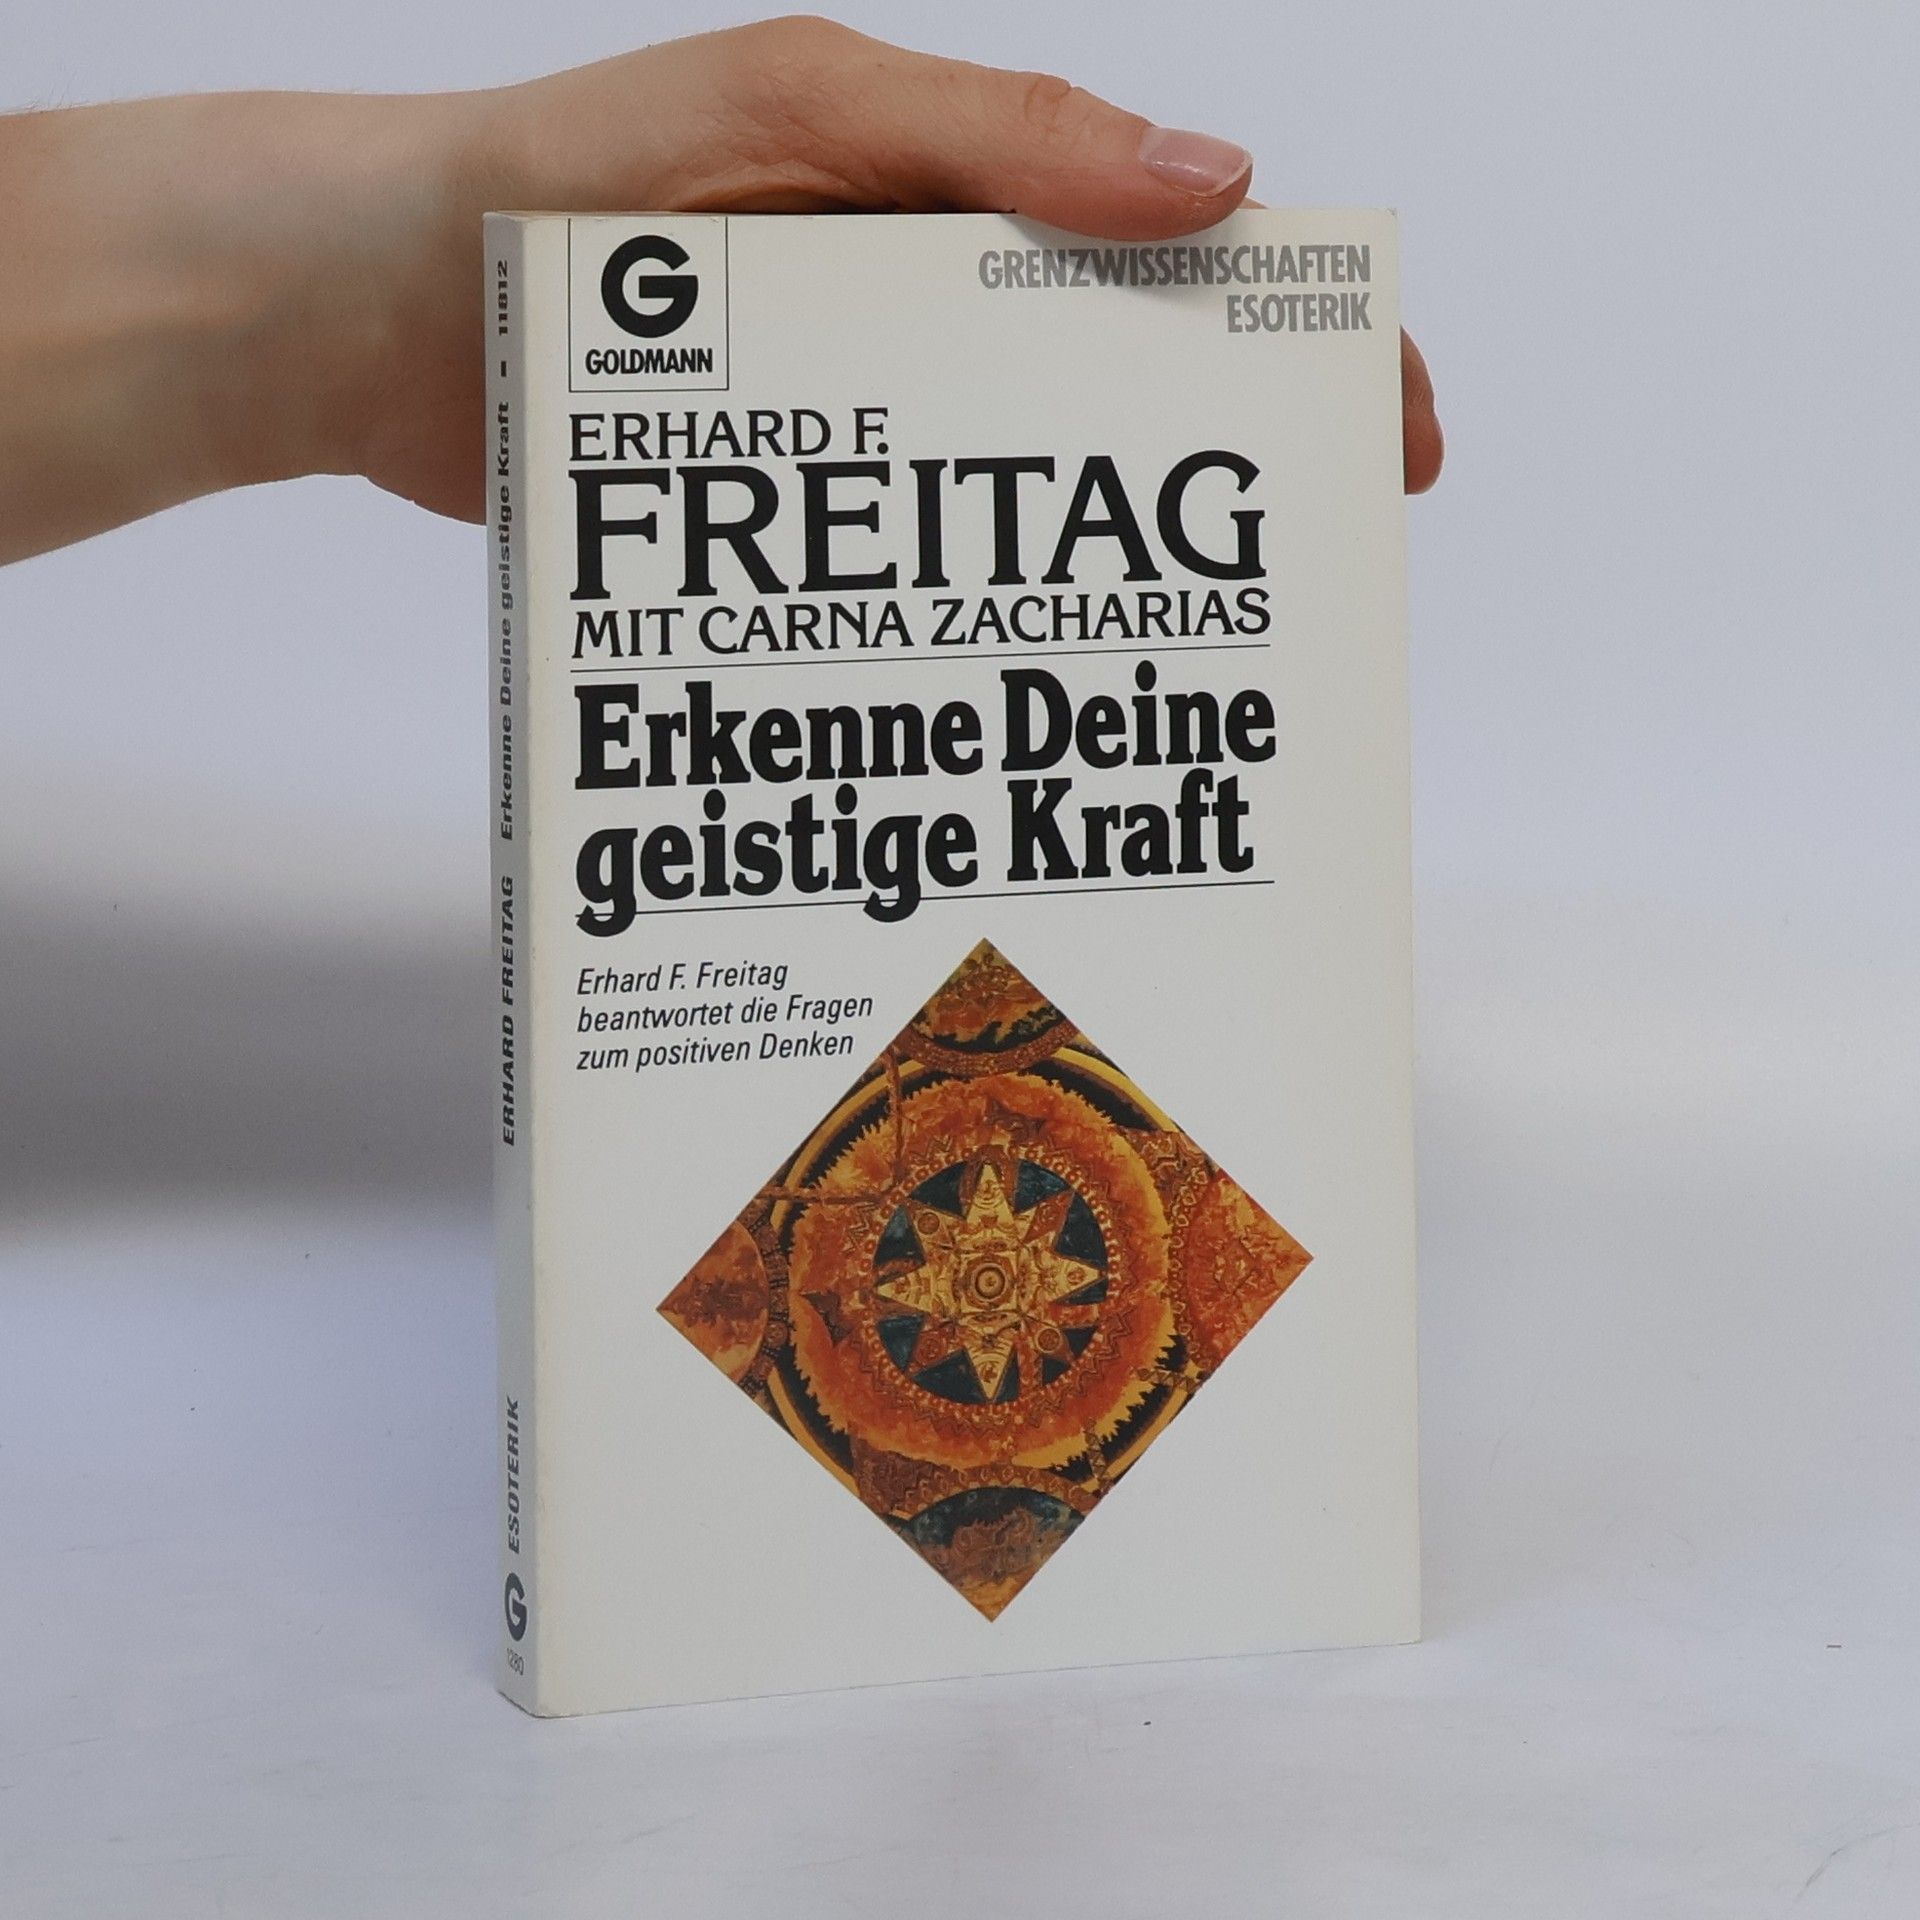 G
GOLDMANN
GRENZWISSENSCHAFTEN
ESOTERIK
ERHARD F.
FREITAG
MIT CARNA ZACHARIAS
Erkenne Deine
geistige Kraft
Erhard F. Freitag
beantwortet die Fragen
zum positiven Denken
ERHARD FREITAG Erkenne Deine geistige Kraft ▪ 11812
ESOTERIK
G
1280